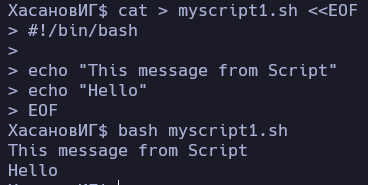 ХасановИГ$ cat > myscript1.sh <<EOF
> #!/bin/bash
>
> echo "This message from Script"
> echo "Hello"
> EOF
ХасановИГ$ bash myscript1.sh
This message from Script
Hello